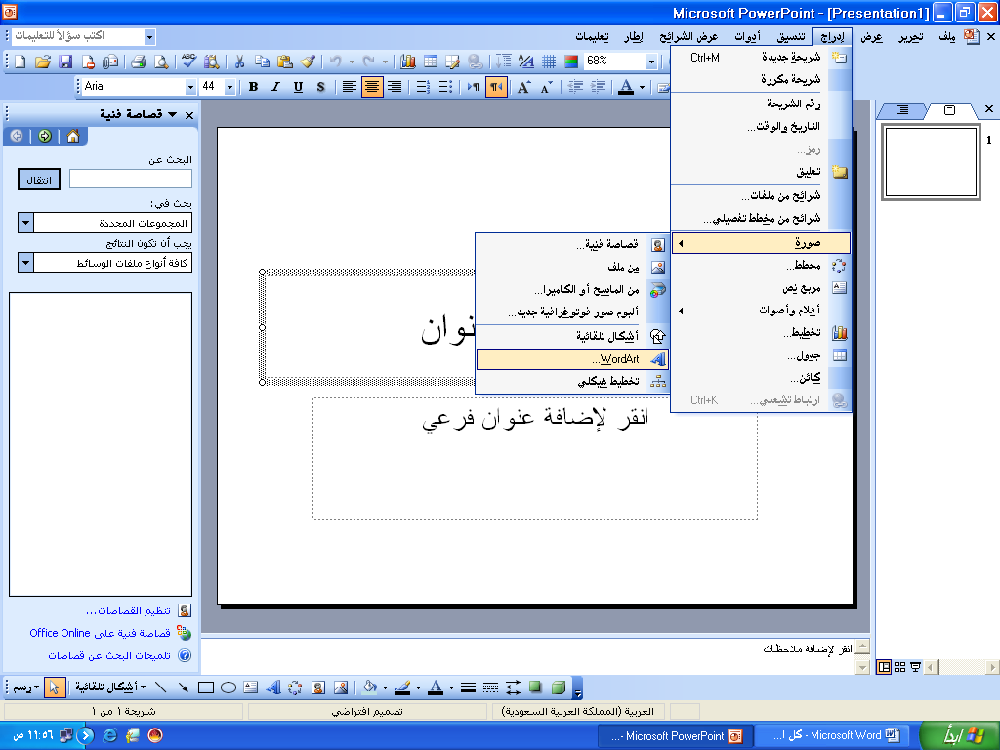 Microsoft PowerPoint - [Presentation1]
ملف
تحرير
عرض
إدراج
تنسيق
أدوات
عرض الشرائح
إطار
تعليمات
اكتب سؤالاً للتعليمات
68%
Arial
44
B I U S
شريحة جديدة Ctrl+M
شريحة مكررة
رقم الشريحة
التاريخ والوقت...
رمز...
تعليق
شرائح من ملفات...
شرائح من مخطط تفصيلي...
صورة
مخطط...
مربع نص
أفلام وأصوات
تخطيط...
جدول...
كائن...
ارتباط تشعبي... Ctrl+K
قصاصة فنية...
من ملف...
من الماسح أو الكاميرا...
ألبوم صور فوتوغرافية جديد...
أشكال تلقائية
WordArt...
تخطيط هيكلي
1
نوان
انقر لإضافة عنوان فرعي
انقر لإضافة ملاحظات
قصاصة فنية
البحث عن:
انتقال
بحث في:
المجموعات المحددة
يجب أن تكون النتائج:
كافة أنواع ملفات الوسائط
تنظيم القصاصات...
قصاصة فنية على Office Online
تلميحات البحث عن قصاصات
رسم
أشكال تلقائية
العربية (المملكة العربية السعودية)
تصميم افتراضي
شريحة ١ من ١
ابدأ
كل ا... - Microsoft Word
Microsoft PowerPoint -...
١١:٥٦ ص